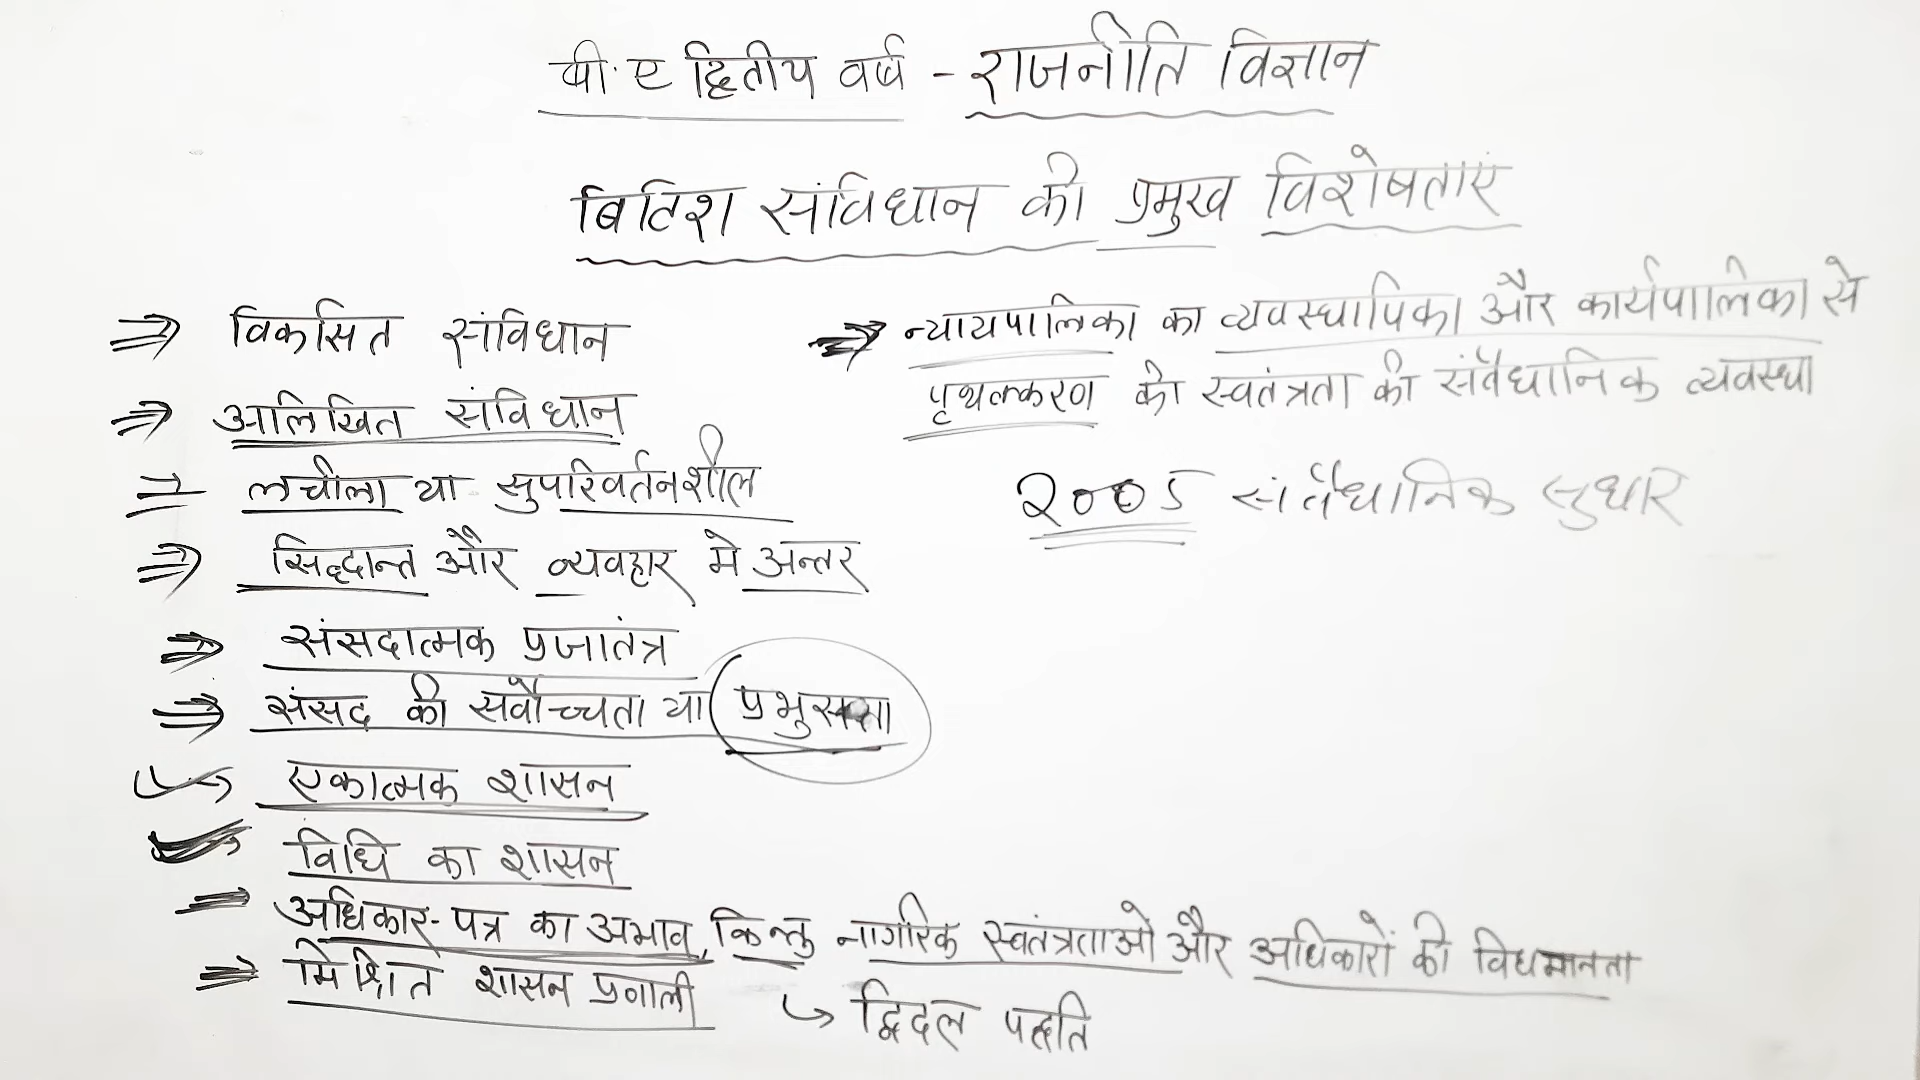 बी. ए द्वितीय वर्ष - राजनीति विज्ञान
ब्रिटिश संविधान की प्रमुख विशेषताएं
⇒ विकसित संविधान
⇒ अलिखित संविधान
⇒ लचीला या सुपरिवर्तनशील
⇒ सिद्धान्त और व्यवहार मे अन्तर
⇒ संसदात्मक प्रजातंत्र
⇒ संसद की सर्वोच्चता या प्रभुसत्ता
→ एकात्मक शासन
→ विधि का शासन
⇒ अधिकार-पत्र का अभाव, किन्तु नागरिक स्वतंत्रताओ और अधिकारों की विधमानता
⇒ मिश्रित शासन प्रणाली
↳ द्विदल पद्धति
⇒ न्यायपालिका का व्यवस्थापिका और कार्यपालिका से
पृथक्करण की स्वतंत्रता की संवैधानिक व्यवस्था
2005 संवैधानिक सुधार